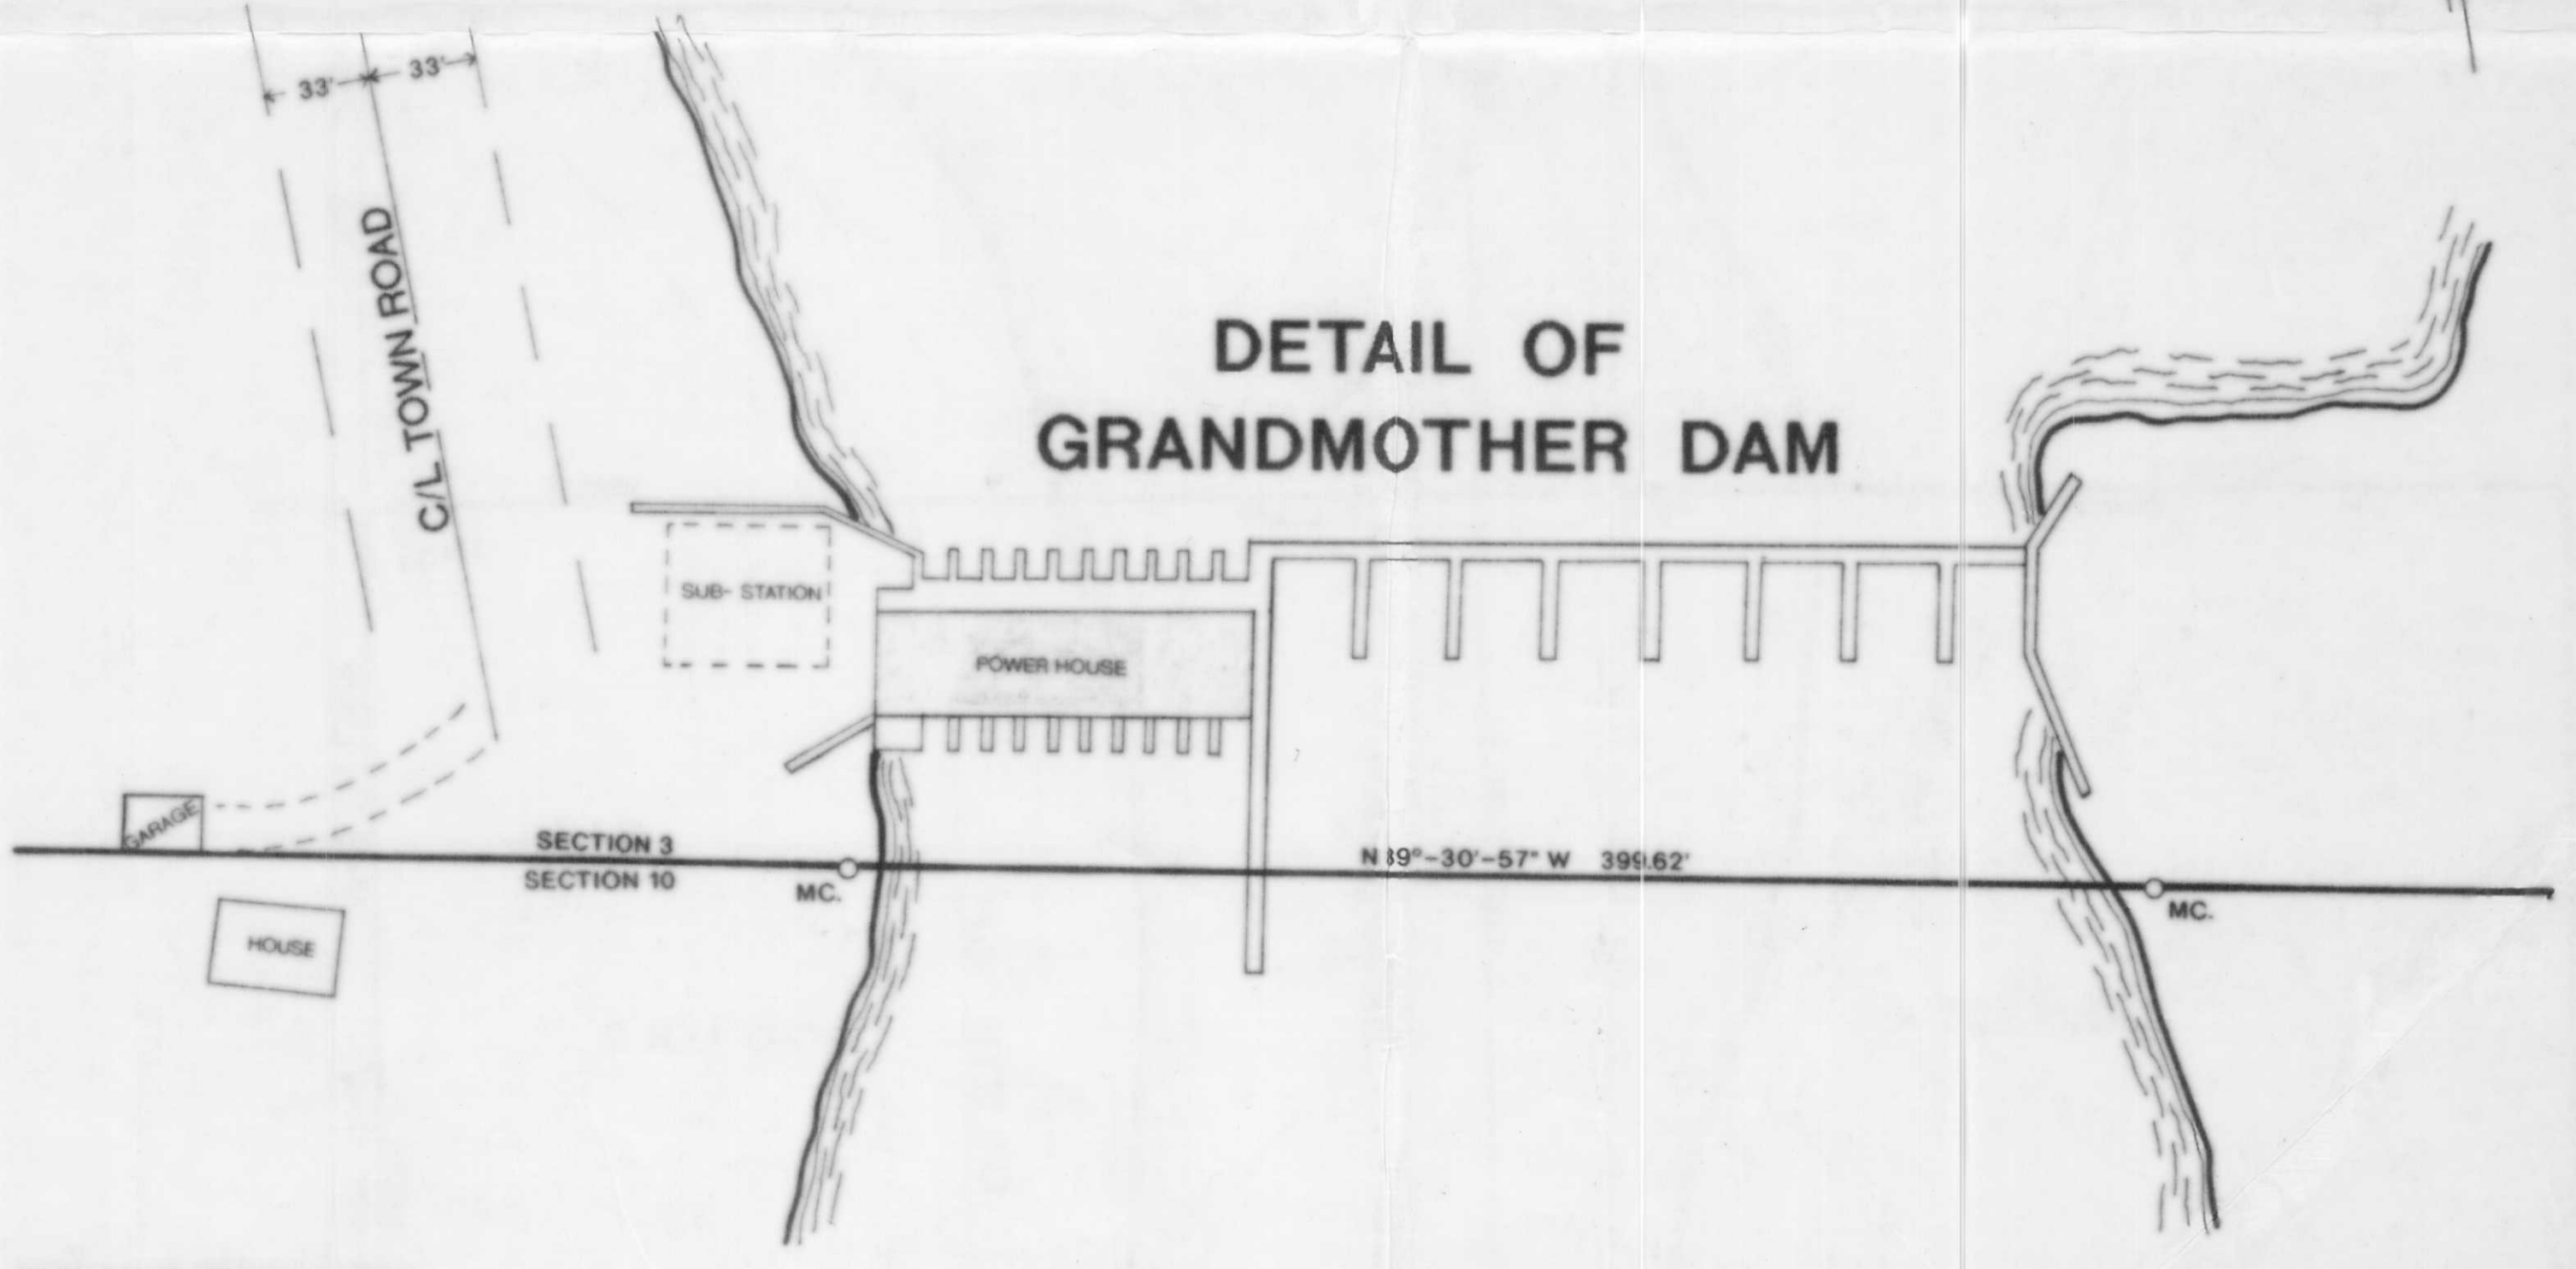 33'
33'
C/L TOWN ROAD
DETAIL OF
GRANDMOTHER DAM
SUB- STATION
POWER HOUSE
GARAGE
SECTION 3
SECTION 10
MC.
N 89°-30'-57" W 399.62'
MC.
HOUSE